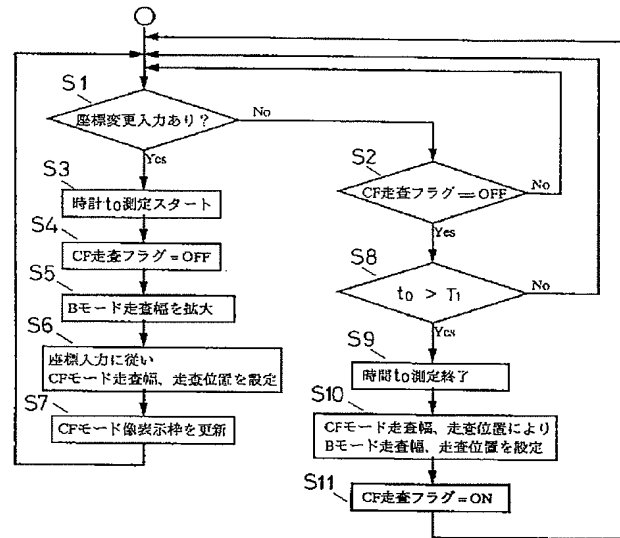 S1
座標変更入力あり?
No
Yes
S2
CF走査フラグ=OFF
No
Yes
S3
時計to測定スタート
S4
CF走査フラグ=OFF
S5
Bモード走査幅を拡大
S6
座標入力に従い
CFモード走査幅、走査位置を設定
S7
CFモード像表示枠を更新
S8
to > T1
No
Yes
S9
時間to測定終了
S10
CFモード走査幅、走査位置により
Bモード走査幅、走査位置を設定
S11
CF走査フラグ=ON